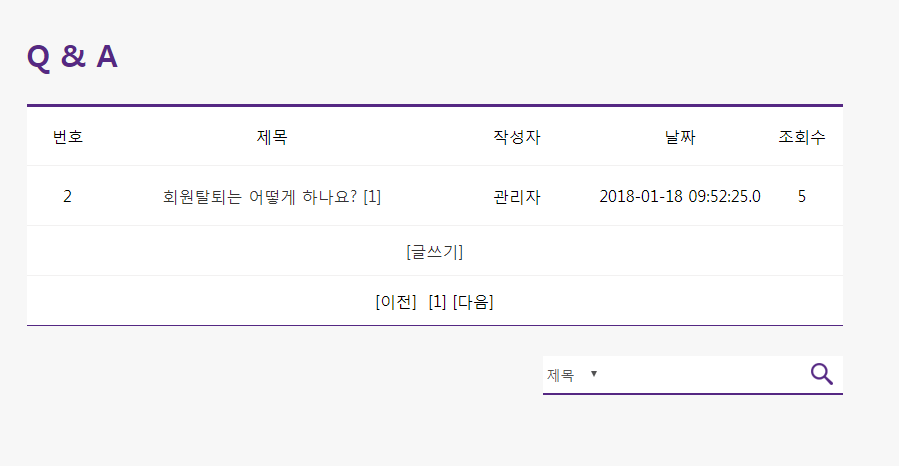 Q & A
번호 제목 작성자 날짜 조회수
2 회원탈퇴는 어떻게 하나요? [1] 관리자 2018-01-18 09:52:25.0 5
[글쓰기]
[이전] [1] [다음]
제목